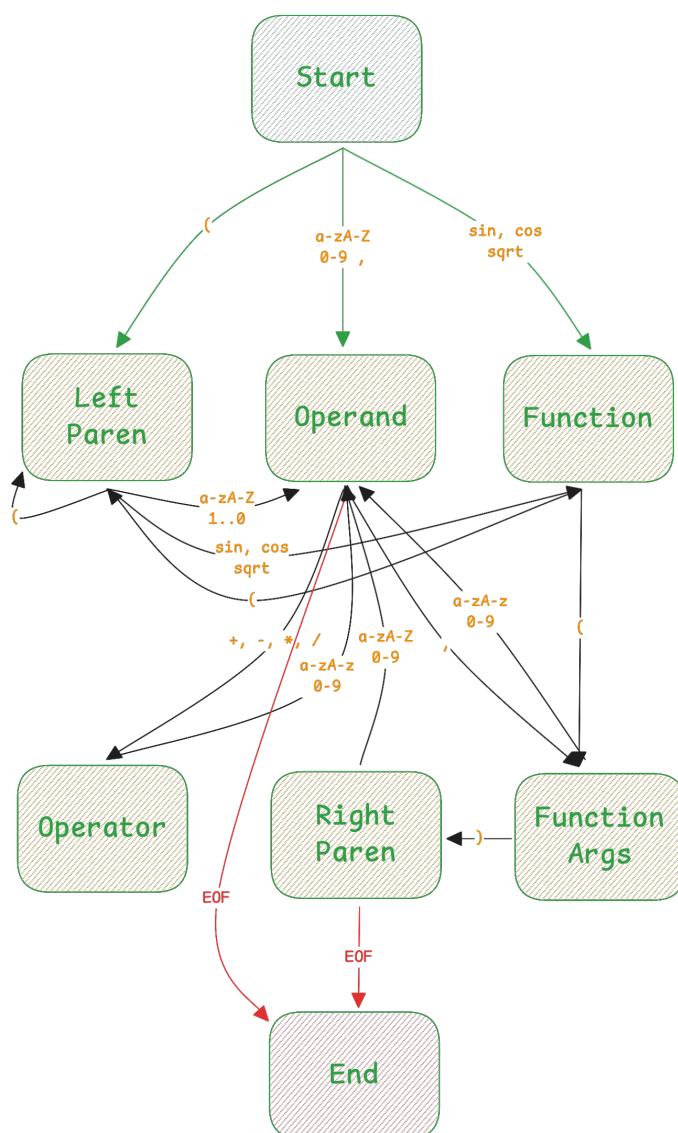 Start
(
a-zA-Z
0-9 ,
sin, cos
sqrt
Left
Paren
Operand
Function
a-zA-Z
1..0
(
sin, cos
sqrt
(
a-zA-z
0-9
(
+, -, *, /
a-zA-Z
0-9
,
a-zA-z
0-9
Operator
Right
Paren
)
Function
Args
EOF
EOF
End